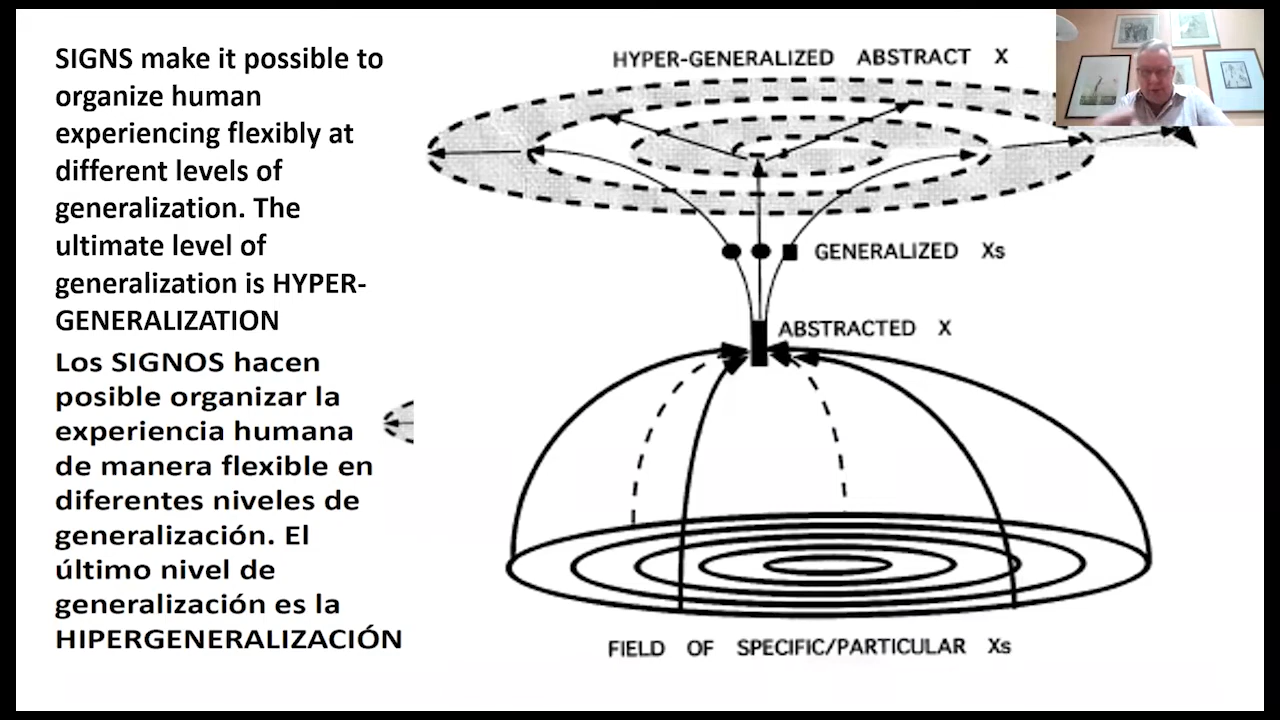 SIGNS make it possible to
organize human
experiencing flexibly at
different levels of
generalization. The
ultimate level of
generalization is HYPER-
GENERALIZATION
Los SIGNOS hacen
posible organizar la
experiencia humana
de manera flexible en
diferentes niveles de
generalización. El
último nivel de
generalización es la
HIPERGENERALIZACIÓN
HYPER-GENERALIZED ABSTRACT X
GENERALIZED Xs
ABSTRACTED X
FIELD OF SPECIFIC/PARTICULAR Xs